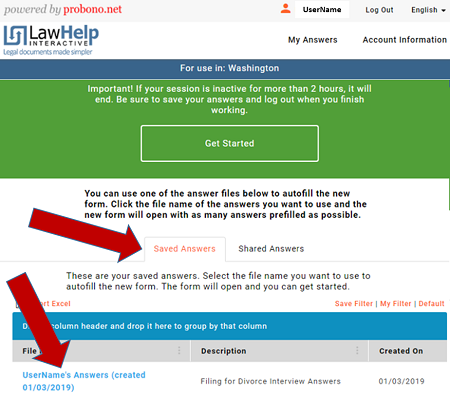 powered by probono.net
UserName
Log Out
English
LawHelp
INTERACTIVE
Legal documents made simpler
My Answers
Account Information
For use in: Washington
Important! If your session is inactive for more than 2 hours, it will
end. Be sure to save your answers and log out when you finish
working.
Get Started
You can use one of the answer files below to autofill the new
form. Click the file name of the answers you want to use and the
new form will open with as many answers prefilled as possible.
Saved Answers
Shared Answers
These are your saved answers. Select the file name you want to use to
autofill the new form. The form will open and you can get started.
Excel
Save Filter | My Filter | Default
column header and drop it here to group by that column
File
Description
Created On
UserName's Answers (created
01/03/2019)
Filing for Divorce Interview Answers
01/03/2019